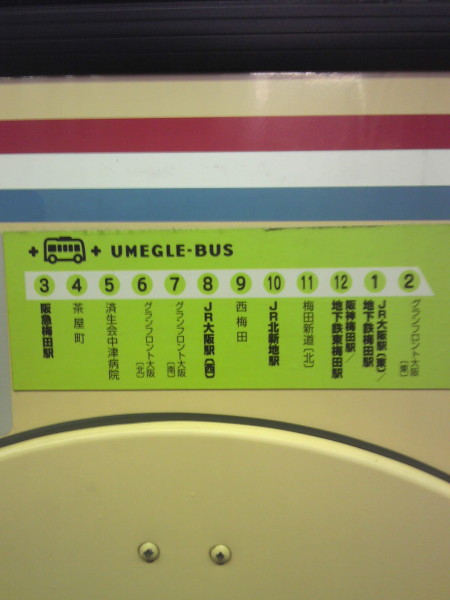 + + UMEGLE-BUS
3 4 5 6 7 8 9 10 11 12 1 2
阪急梅田駅
茶屋町
済生会中津病院
グランフロント大阪
〔北〕
グランフロント大阪
〔南〕
JR大阪駅〔西〕
西梅田
JR北新地駅
梅田新道〔北〕
阪神梅田駅/
地下鉄東梅田駅
JR大阪駅〔東〕/
地下鉄梅田駅
グランフロント大阪
〔東〕